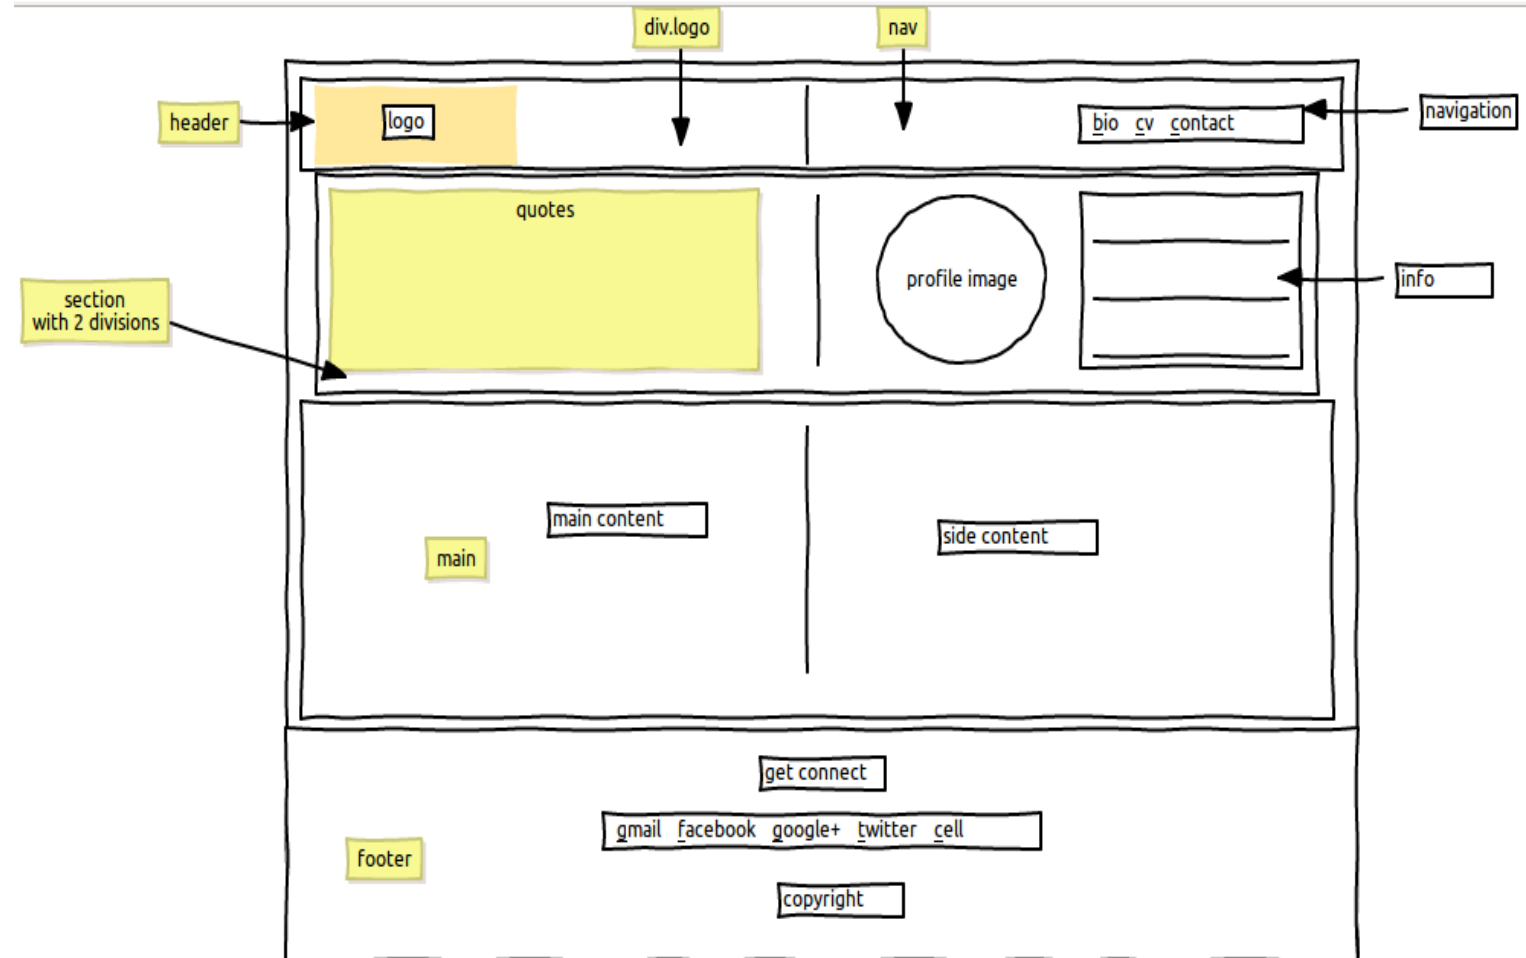 div.logo
nav
header
logo
bio cv contact
navigation
quotes
profile image
info
section
with 2 divisions
main content
side content
main
get connect
gmail facebook google+ twitter cell
footer
copyright